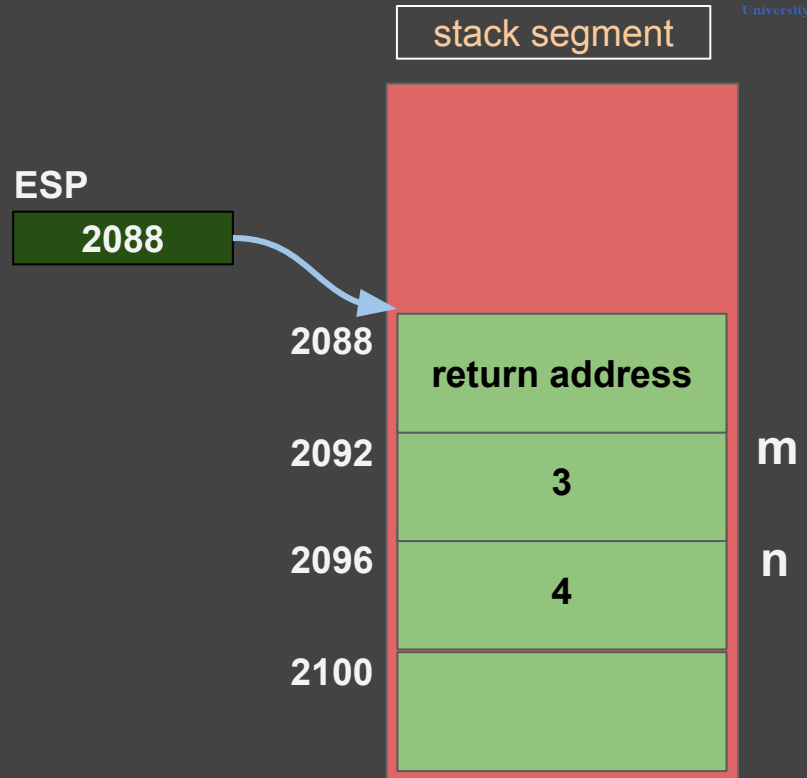 University
stack segment
ESP
2088
2088
return address
2092
m
3
2096
n
4
2100